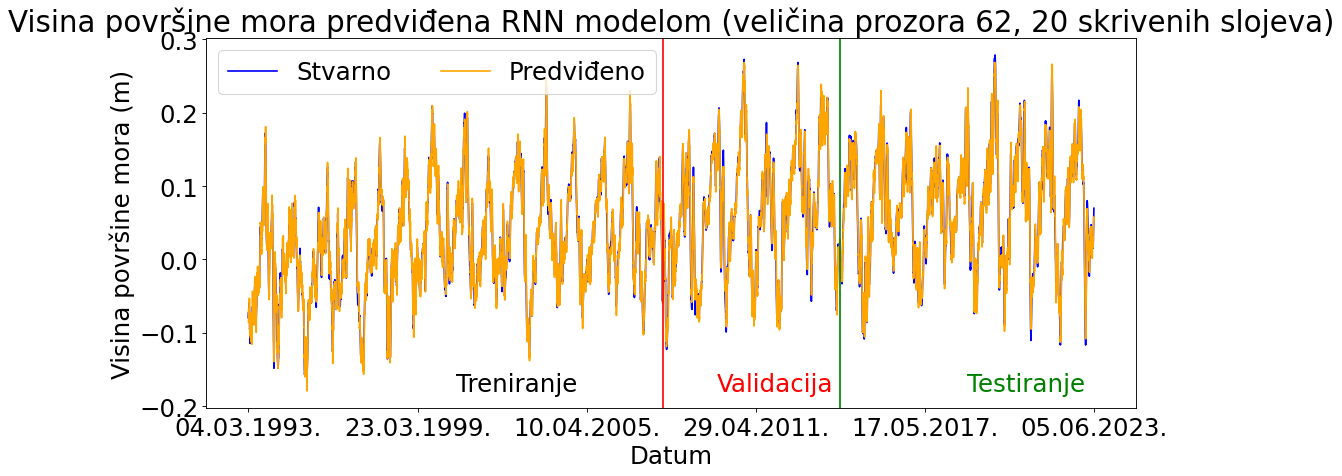 Visina površine mora predviđena RNN modelom (veličina prozora 62, 20 skrivenih slojeva)
Stvarno Predviđeno
Visina površine mora (m)
0.3
0.2
0.1
0.0
−0.1
−0.2
Treniranje Validacija Testiranje
04.03.1993. 23.03.1999. 10.04.2005. 29.04.2011. 17.05.2017. 05.06.2023.
Datum